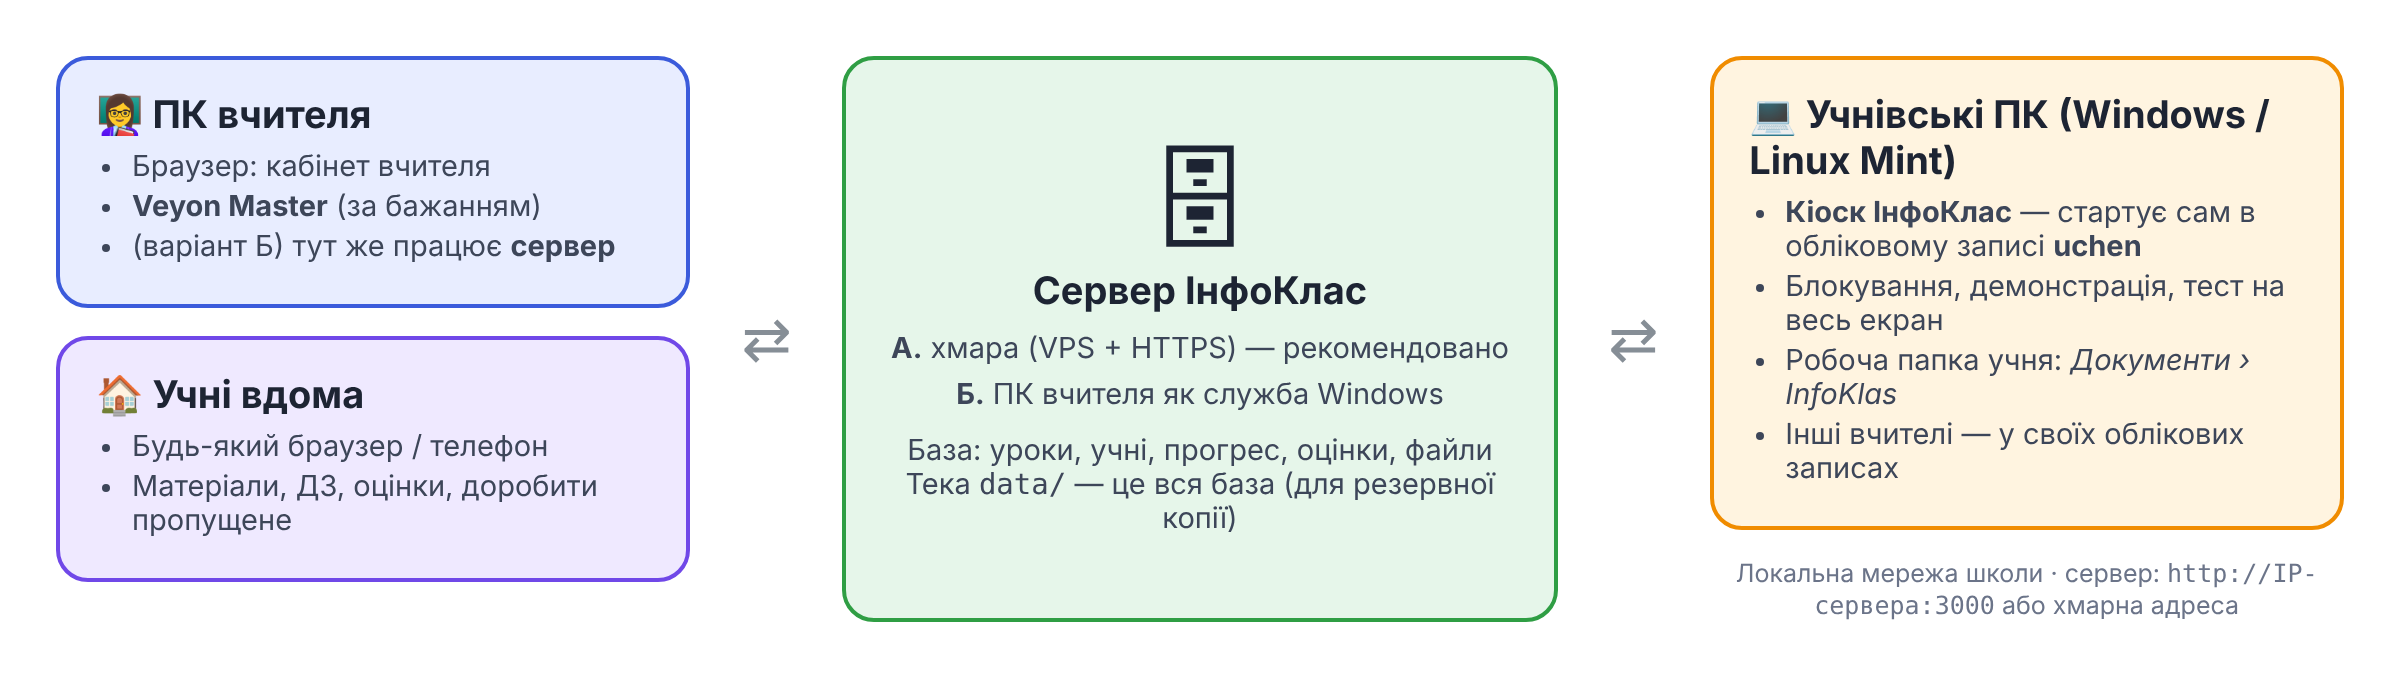 👩‍🏫 ПК вчителя
• Браузер: кабінет вчителя
• Veyon Master (за бажанням)
• (варіант Б) тут же працює сервер
🏠 Учні вдома
• Будь-який браузер / телефон
• Матеріали, ДЗ, оцінки, доробити
пропущене
⇄
🗄
Сервер ІнфоКлас
А. хмара (VPS + HTTPS) — рекомендовано
Б. ПК вчителя як служба Windows
База: уроки, учні, прогрес, оцінки, файли
Тека data/ — це вся база (для резервної
копії)
⇄
💻 Учнівські ПК (Windows /
Linux Mint)
• Кіоск ІнфоКлас — стартує сам в
обліковому записі uchen
• Блокування, демонстрація, тест на
весь екран
• Робоча папка учня: Документи ›
InfoKlas
• Інші вчителі — у своїх облікових
записах
Локальна мережа школи · сервер: http://IP-
сервера:3000 або хмарна адреса